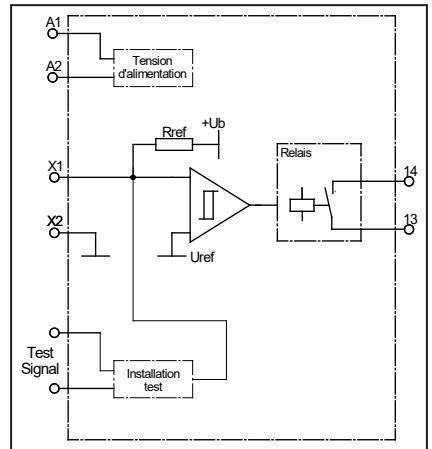 A1
Tension
d'alimentation
A2
+Ub
Rref
Relais
X1
14
X2
13
Uref
Test
Signal
Installation
test